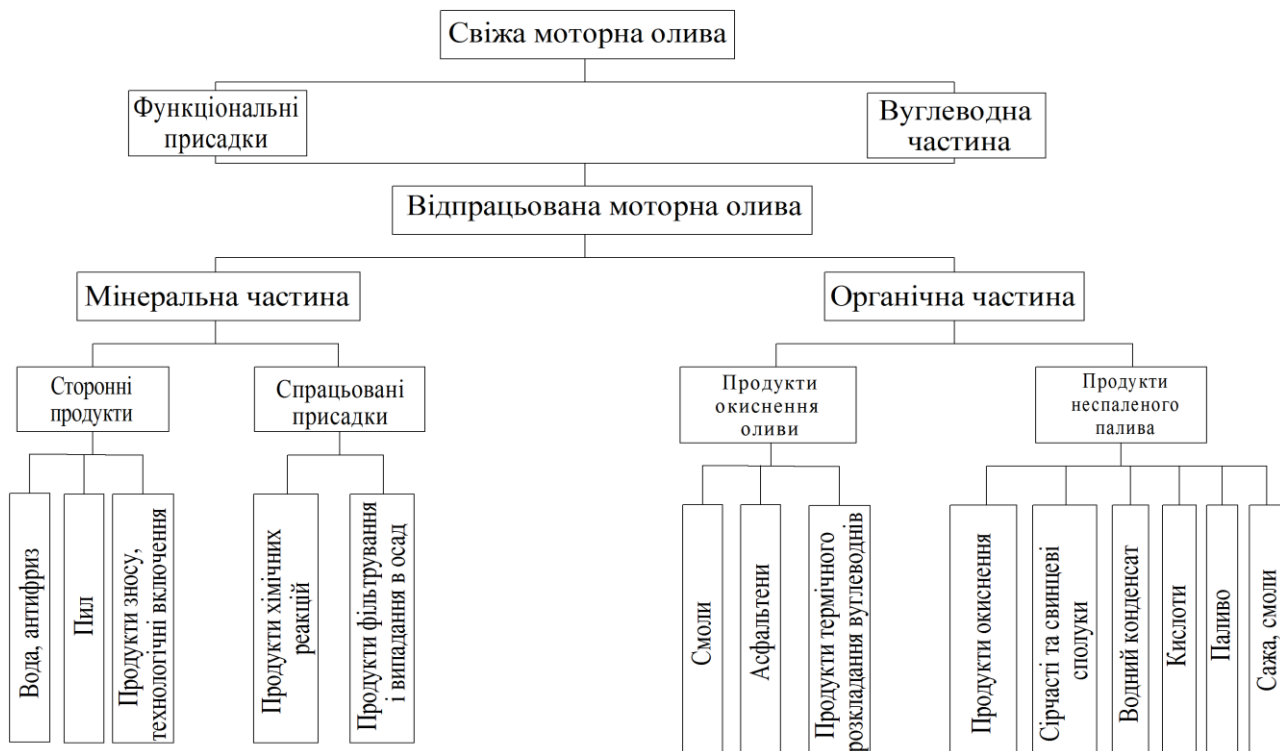 Свіжа моторна олива
Функціональні
присадки
Вуглеводна
частина
Відпрацьована моторна олива
Мінеральна частина
Органічна частина
Сторонні
продукти
Спрацьовані
присадки
Продукти
окиснення
оливи
Продукти
неспаленого
палива
Вода, антифриз
Пил
Продукти зносу,
технологічні включення
Продукти хімічних
реакцій
Продукти фільтрування
і випадання в осад
Смоли
Асфальтени
Продукти термічного
розкладання вуглеводнів
Продукти окиснення
Сірчасті та свинцеві
сполуки
Водний конденсат
Кислоти
Паливо
Сажа, смоли